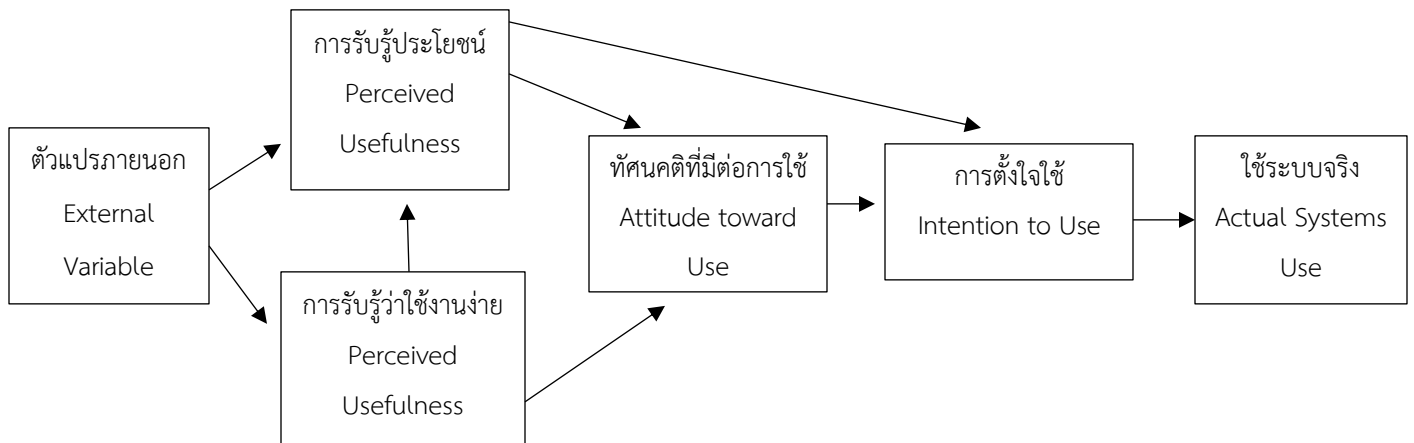 ตัวแปรภายนอก
External
Variable
การรับรู้ประโยชน์
Perceived
Usefulness
การรับรู้ว่าใช้งานง่าย
Perceived
Usefulness
ทัศนคติที่มีต่อการใช้
Attitude toward
Use
การตั้งใจใช้
Intention to Use
ใช้ระบบจริง
Actual Systems
Use